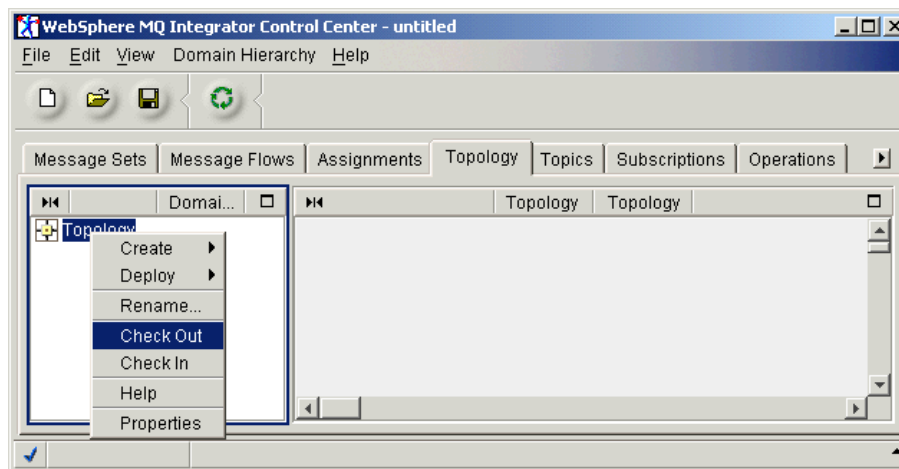 WebSphere MQ Integrator Control Center - untitled
File Edit View Domain Hierarchy Help
Message Sets Message Flows Assignments Topology Topics Subscriptions Operations
Domai... Topology Topology
Topology
Create
Deploy
Rename...
Check Out
Check In
Help
Properties